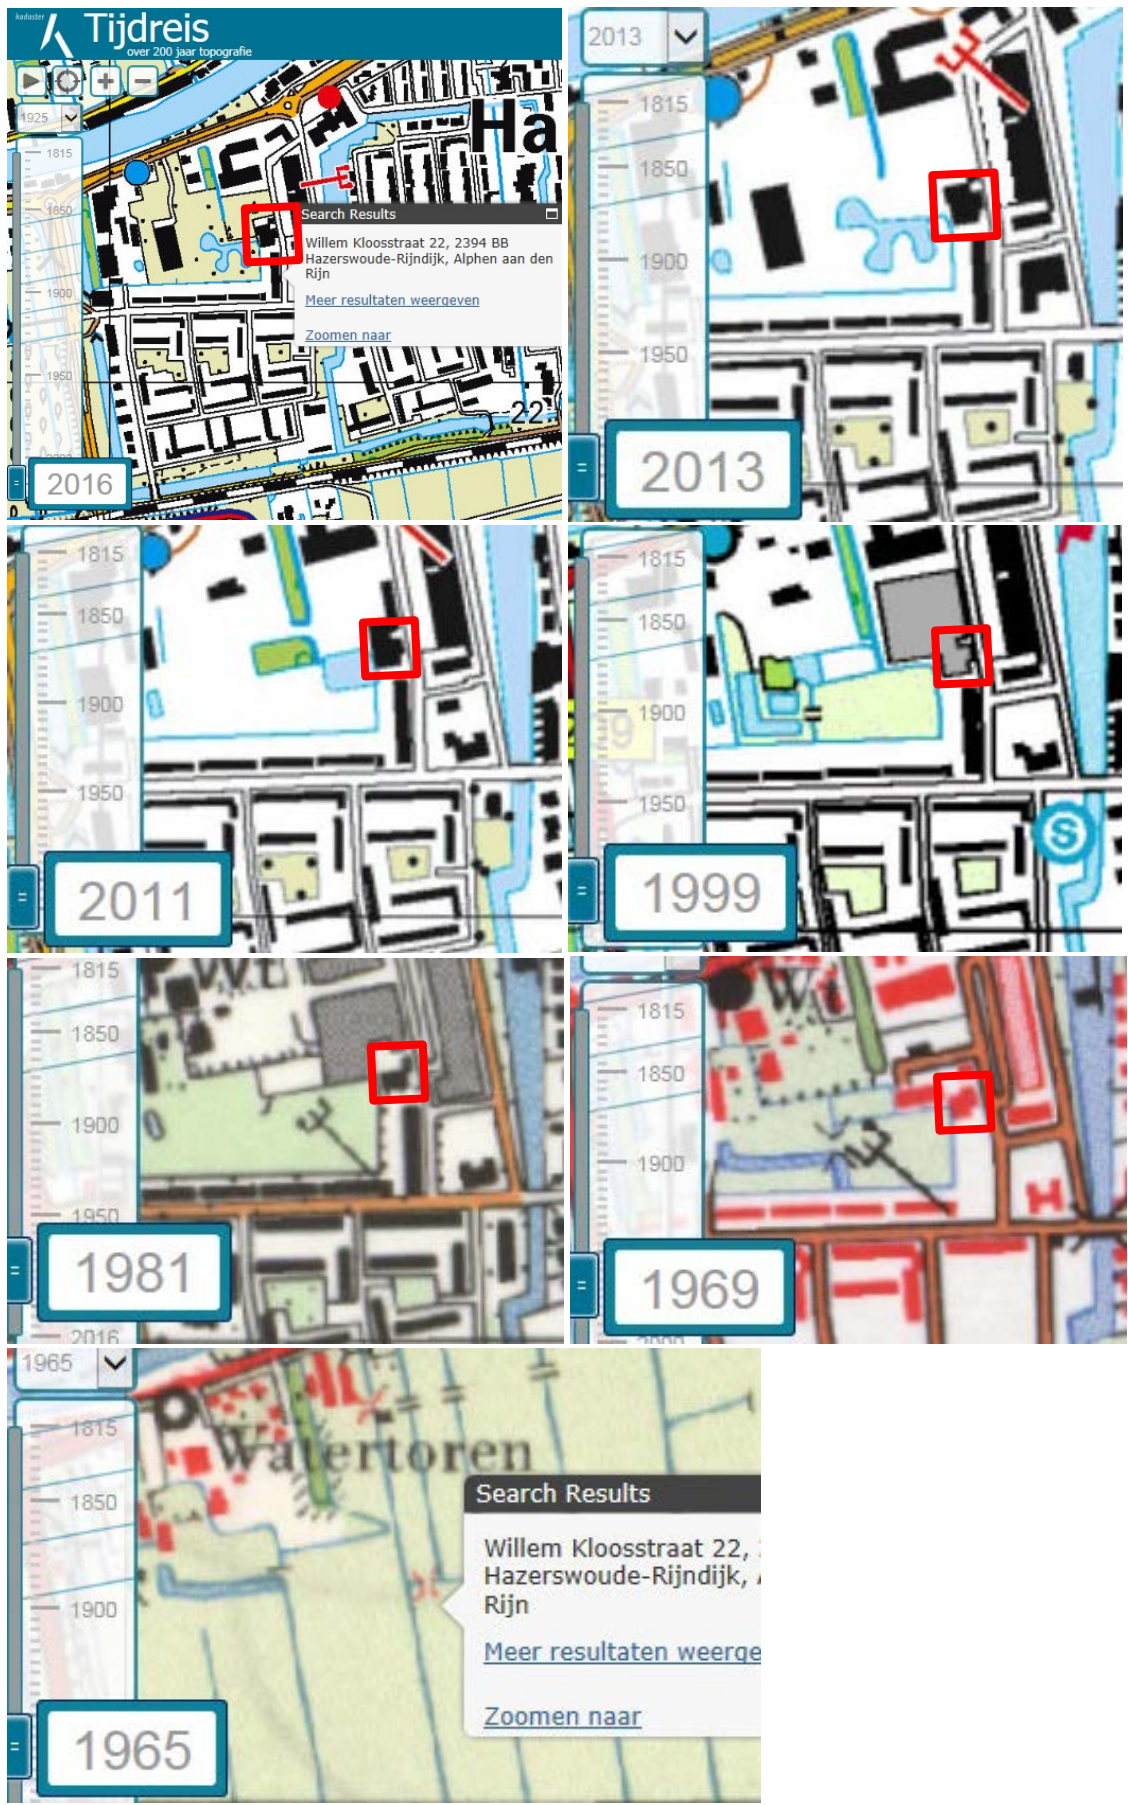 kadaster
Tijdreis
over 200 jaar topografie
1925
1815
1850
1900
1950
2016
Ha
22
Search Results
Willem Kloosstraat 22, 2394 BB
Hazerswoude-Rijndijk, Alphen aan den
Rijn
Meer resultaten weergeven
Zoomen naar
2013
1815
1850
1900
1950
2013
1815
1850
1900
1950
2011
1815
1850
1900
1950
1999
S
1815
1850
1900
1950
2016
1981
Wt
1815
1850
1900
1969
1965
1815
1850
1900
1965
Watertoren
Search Results
Willem Kloosstraat 22,
Hazerswoude-Rijndijk,
Rijn
Meer resultaten weerge
Zoomen naar